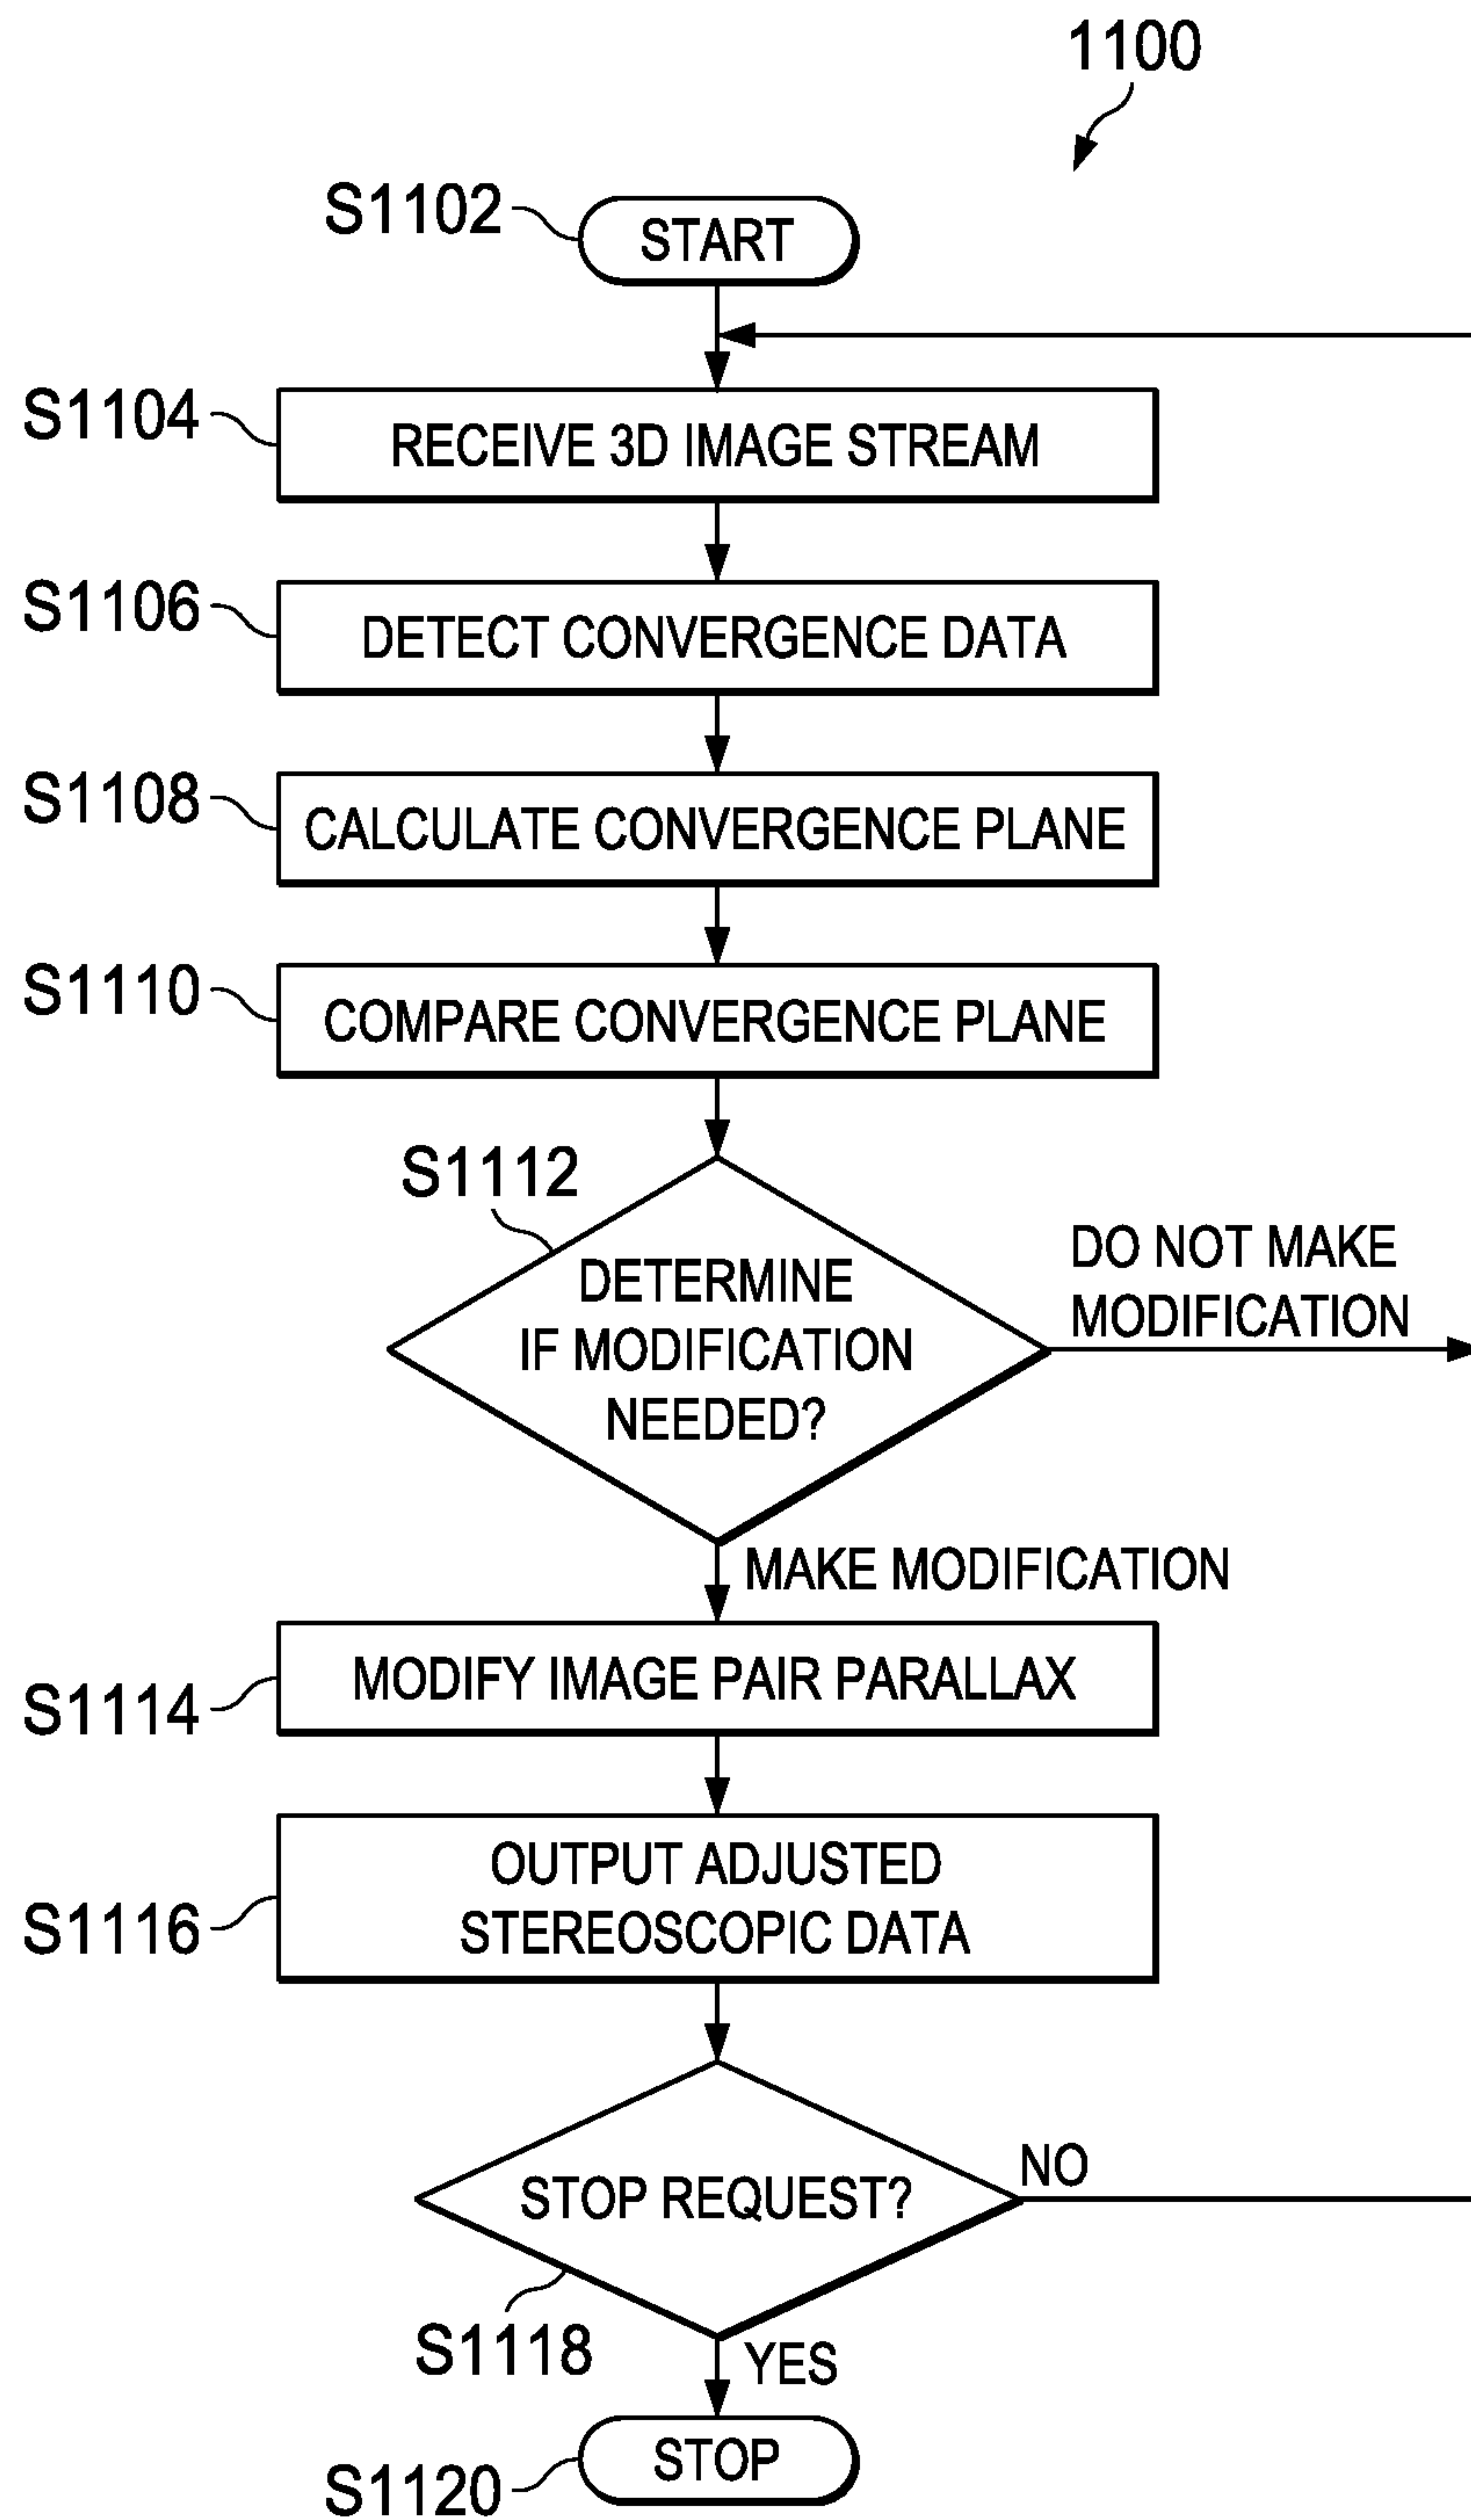 1100
S1102
START
S1104
RECEIVE 3D IMAGE STREAM
S1106
DETECT CONVERGENCE DATA
S1108
CALCULATE CONVERGENCE PLANE
S1110
COMPARE CONVERGENCE PLANE
S1112
DETERMINE
IF MODIFICATION
NEEDED?
DO NOT MAKE
MODIFICATION
MAKE MODIFICATION
S1114
MODIFY IMAGE PAIR PARALLAX
S1116
OUTPUT ADJUSTED
STEREOSCOPIC DATA
STOP REQUEST?
NO
S1118
YES
S1120
STOP